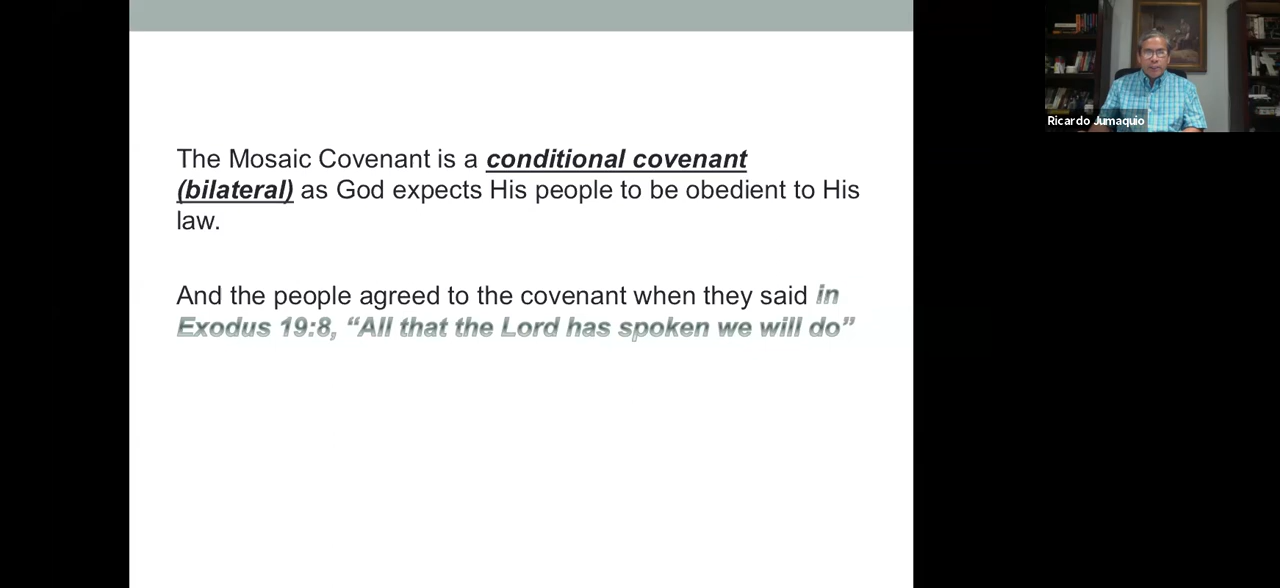 The Mosaic Covenant is a conditional covenant
(bilateral) as God expects His people to be obedient to His
law.
And the people agreed to the covenant when they said in
Exodus 19:8, “All that the Lord has spoken we will do”
Ricardo Jumaquio